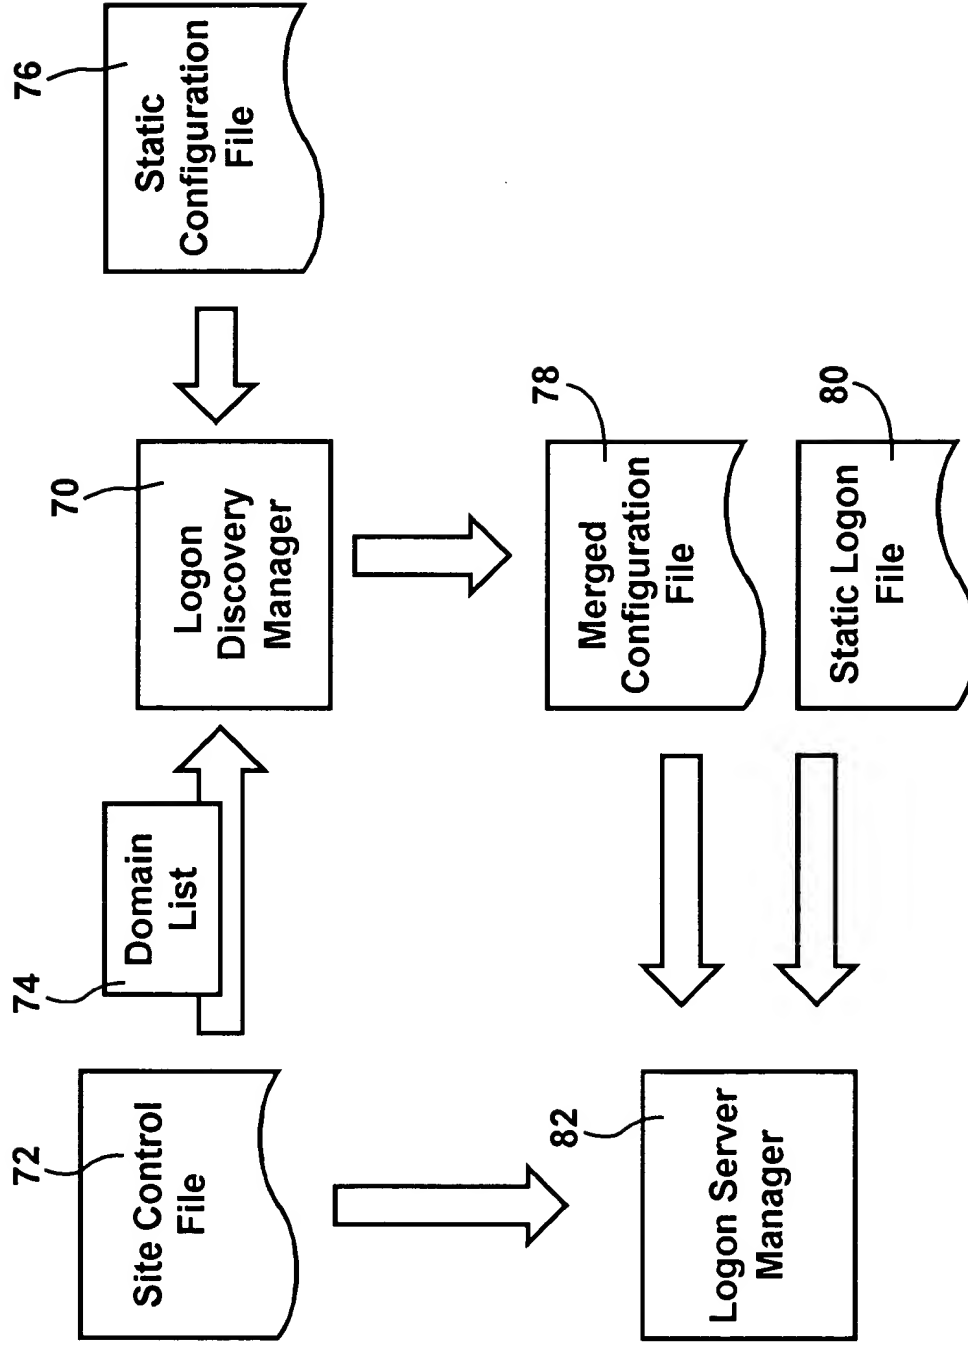 72
Site Control
File
74
Domain
List
70
Logon
Discovery
Manager
76
Static
Configuration
File
82
Logon Server
Manager
78
Merged
Configuration
File
80
Static Logon
File